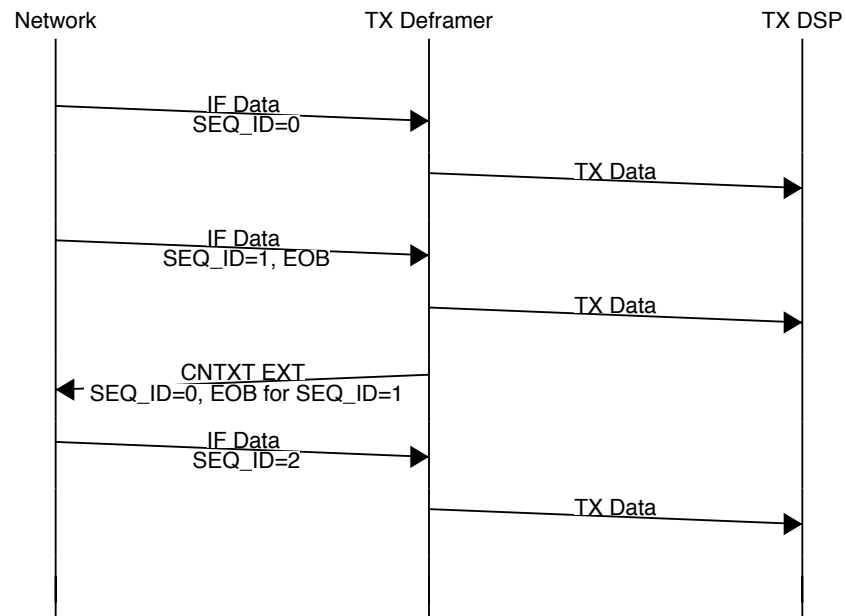 Network
TX Deframer
TX DSP
IF Data
SEQ_ID=0
TX Data
IF Data
SEQ_ID=1, EOB
TX Data
CNTXT EXT
SEQ_ID=0, EOB for SEQ_ID=1
IF Data
SEQ_ID=2
TX Data